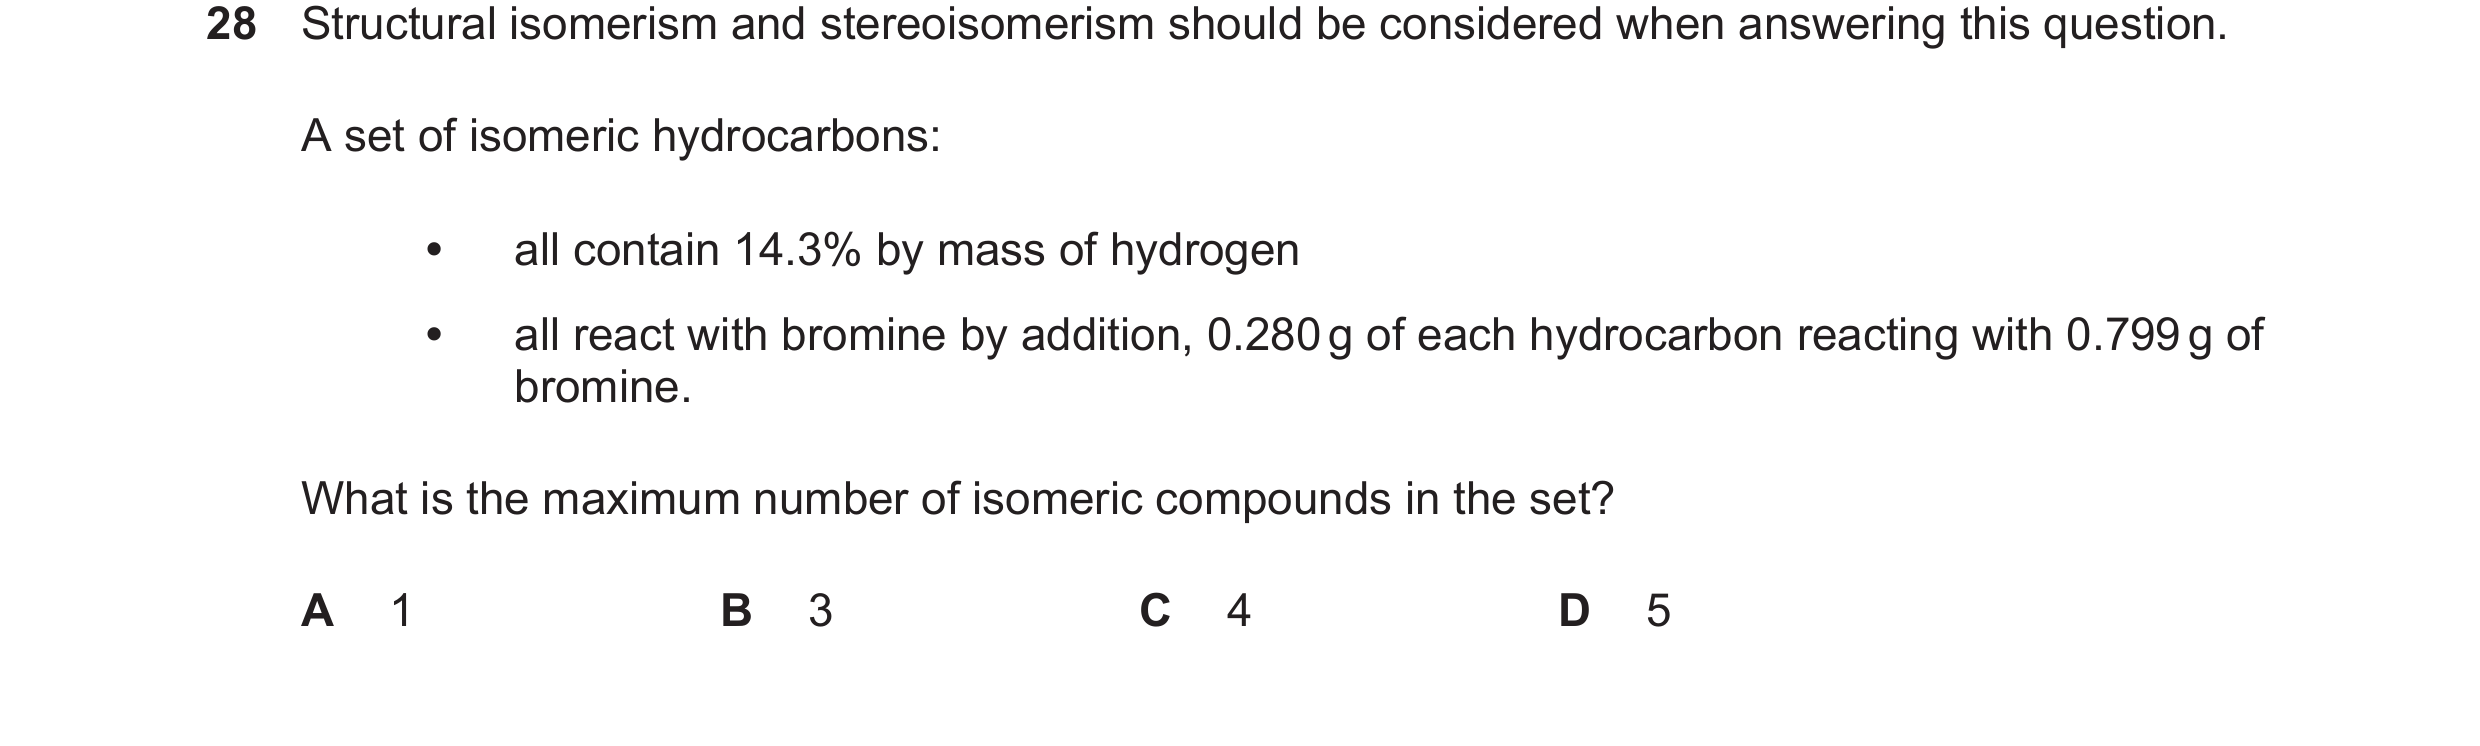 28 Structural isomerism and stereoisomerism should be considered when answering this question.
A set of isomeric hydrocarbons:
• all contain 14.3% by mass of hydrogen
• all react with bromine by addition, 0.280 g of each hydrocarbon reacting with 0.799 g of
bromine.
What is the maximum number of isomeric compounds in the set?
A 1 B 3 C 4 D 5